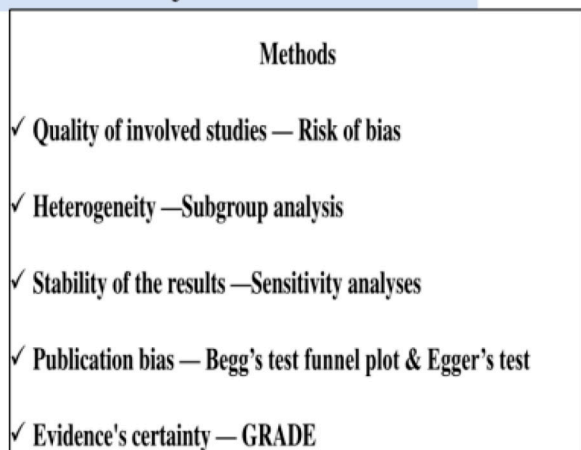 Methods
✓ Quality of involved studies — Risk of bias
✓ Heterogeneity —Subgroup analysis
✓ Stability of the results —Sensitivity analyses
✓ Publication bias — Begg's test funnel plot & Egger's test
✓ Evidence's certainty — GRADE